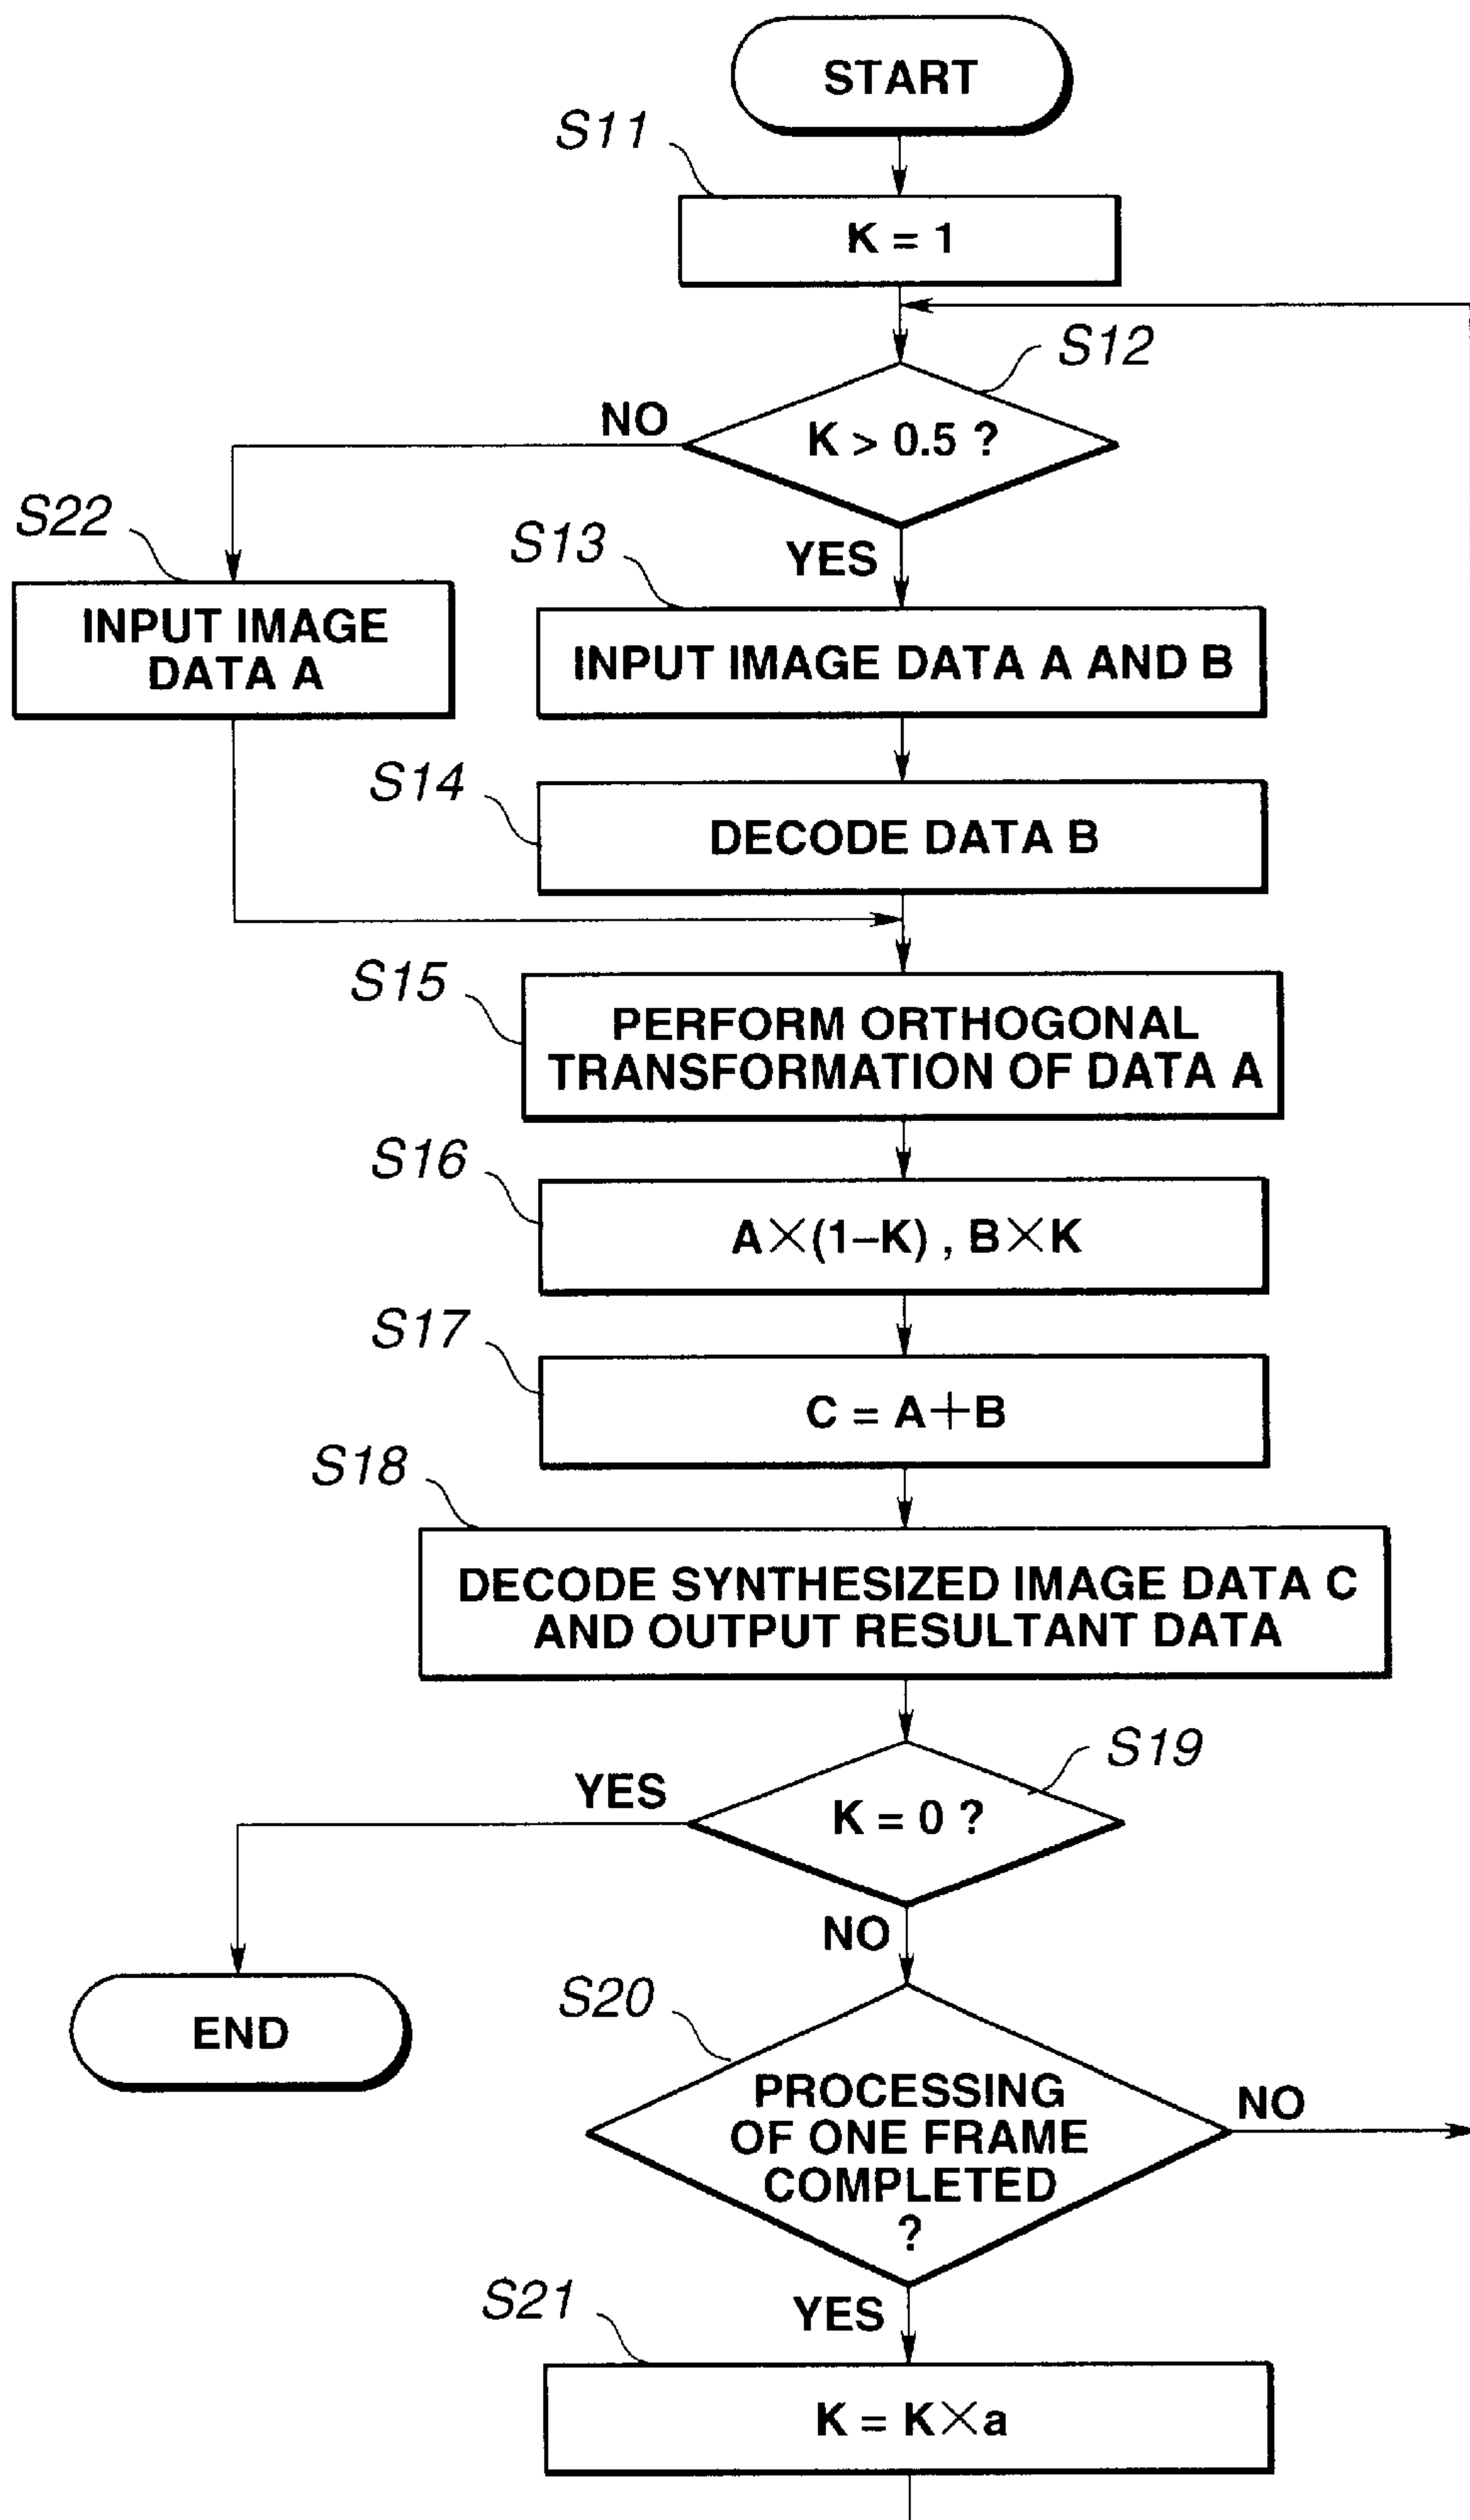 START
S11
K = 1
S12
K > 0.5 ?
NO
YES
S22
INPUT IMAGE
DATA A
S13
INPUT IMAGE DATA A AND B
S14
DECODE DATA B
S15
PERFORM ORTHOGONAL
TRANSFORMATION OF DATA A
S16
A×(1–K) , B×K
S17
C = A+B
S18
DECODE SYNTHESIZED IMAGE DATA C
AND OUTPUT RESULTANT DATA
S19
K = 0 ?
YES
NO
END
S20
PROCESSING
OF ONE FRAME
COMPLETED
?
NO
YES
S21
K = K×a